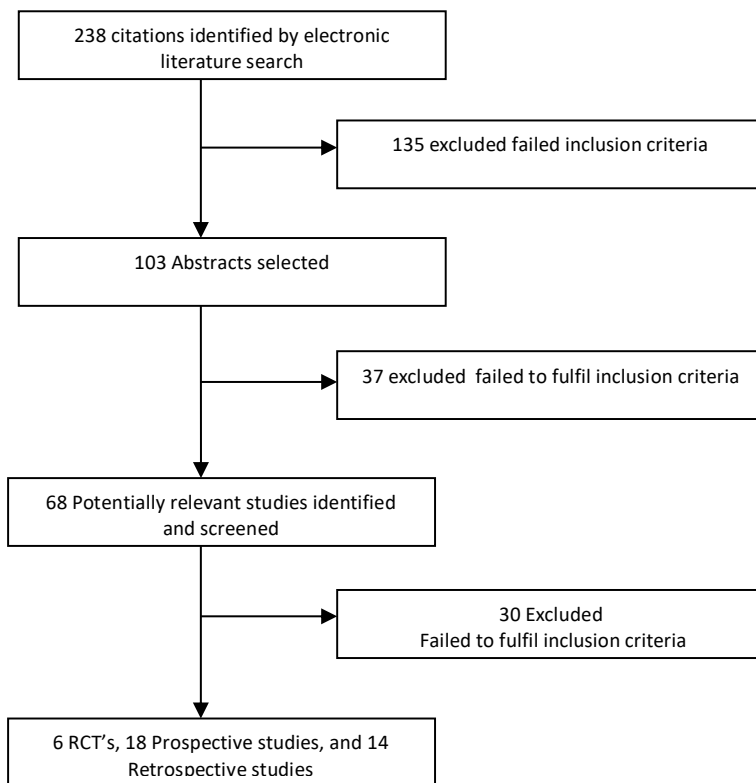 238 citations identified by electronic
literature search
135 excluded failed inclusion criteria
103 Abstracts selected
37 excluded  failed to fulfil inclusion criteria
68 Potentially relevant studies identified
and screened
30 Excluded
Failed to fulfil inclusion criteria
6 RCT’s, 18 Prospective studies, and 14
Retrospective studies